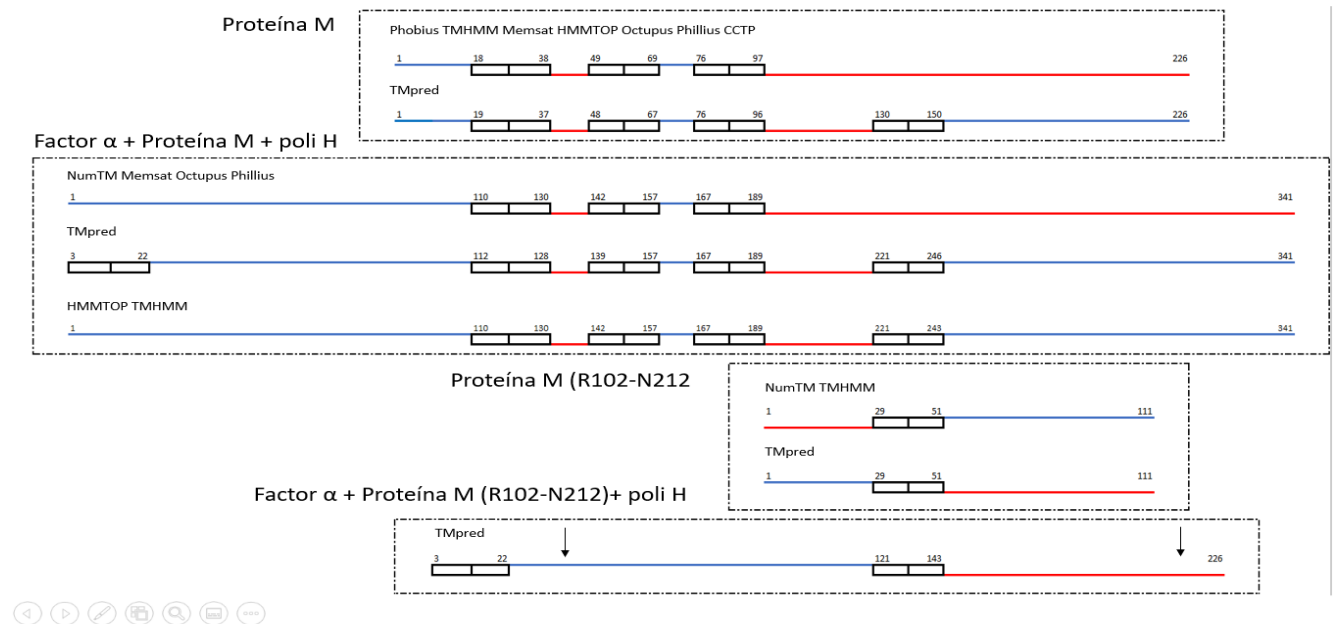 Proteína M
Phobius TMHMM Memsat HMMTOP Octupus Phillius CCTP
1 18 38 49 69 76 97 226
TMpred
1 19 37 48 67 76 96 130 150 226
Factor α + Proteína M + poli H
NumTM Memsat Octupus Phillius
1 110 130 142 157 167 189 341
TMpred
3 22 112 128 139 157 167 189 221 246 341
HMMTOP TMHMM
1 110 130 142 157 167 189 221 243 341
Proteína M (R102-N212
NumTM TMHMM
1 29 51 111
TMpred
1 29 51 111
Factor α + Proteína M (R102-N212)+ poli H
TMpred
3 22 121 143 226